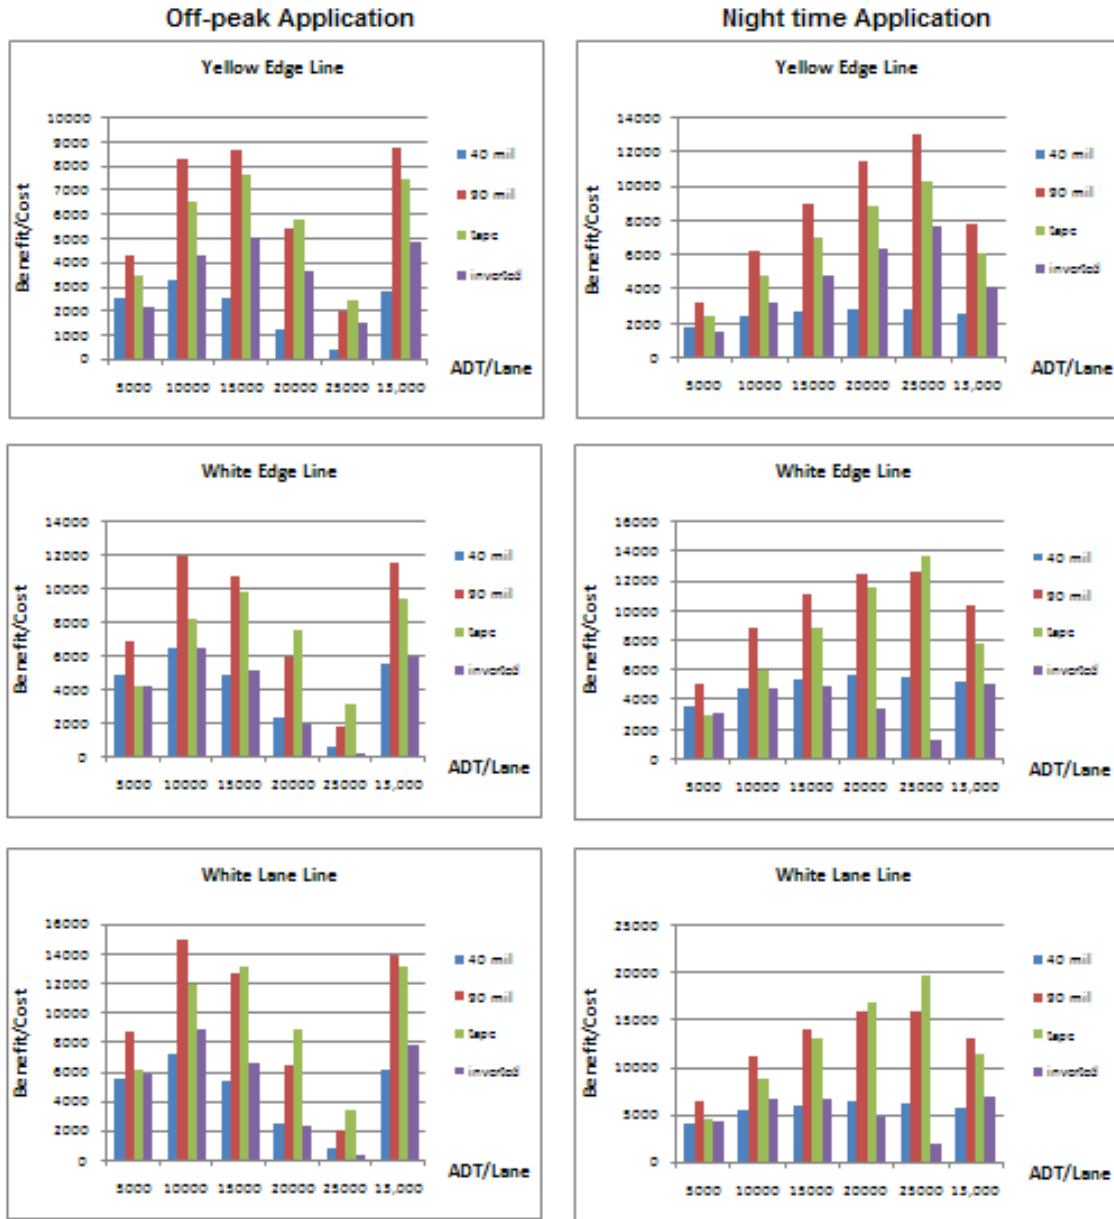 Off-peak Application
Night time Application
Yellow Edge Line
10000
9000
8000
7000
6000
5000
4000
3000
2000
1000
0
Benefit/Cost
40 mil
90 mil
tape
inverted
ADT/Lane
5000 10000 15000 20000 25000 15,000
Yellow Edge Line
14000
12000
10000
8000
6000
4000
2000
0
Benefit/Cost
40 mil
90 mil
tape
inverted
ADT/Lane
5000 10000 15000 20000 25000 15,000
White Edge Line
14000
12000
10000
8000
6000
4000
2000
0
Benefit/Cost
40 mil
90 mil
tape
inverted
ADT/Lane
5000 10000 15000 20000 25000 15,000
White Edge Line
16000
14000
12000
10000
8000
6000
4000
2000
0
Benefit/Cost
40 mil
90 mil
tape
inverted
ADT/Lane
5000 10000 15000 20000 25000 15,000
White Lane Line
16000
14000
12000
10000
8000
6000
4000
2000
0
Benefit/Cost
40 mil
90 mil
tape
inverted
ADT/Lane
5000 10000 15000 20000 25000 15,000
White Lane Line
25000
20000
15000
10000
5000
0
Benefit/Cost
40 mil
90 mil
tape
inverted
ADT/Lane
5000 10000 15000 20000 25000 15,000